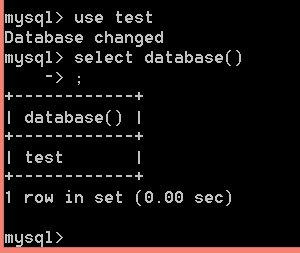 mysql> use test
Database changed
mysql> select database()
    -> ;
+------------+
| database() |
+------------+
| test       |
+------------+
1 row in set (0.00 sec)

mysql>